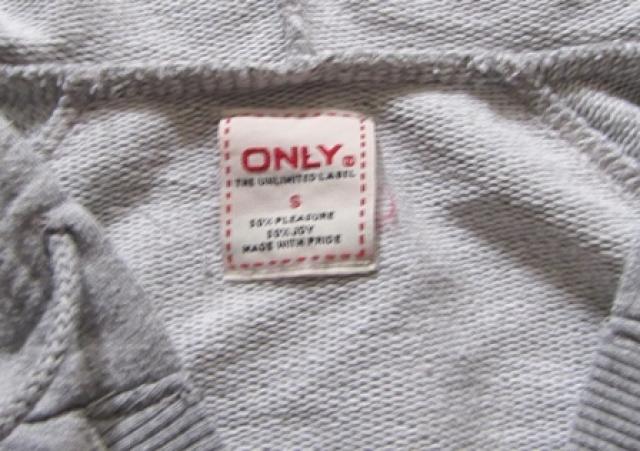 ONLY®
THE UNLIMITED LABEL
S
50% PLEASURE
50% JOY
MADE WITH PRIDE